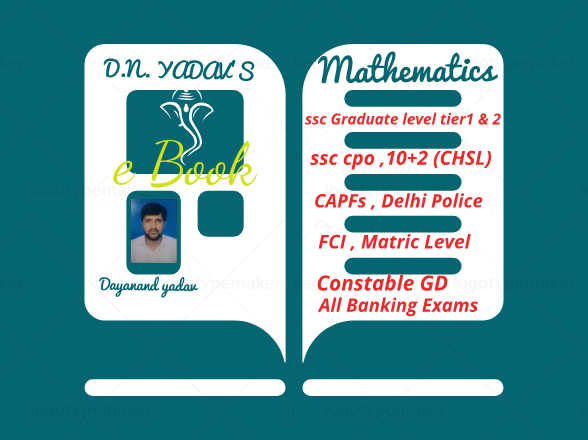 D.N. YADAV'S
e Book
Dayanand yadav
Mathematics
ssc Graduate level tier1 & 2
ssc cpo ,10+2 (CHSL)
CAPFs , Delhi Police
FCI , Matric Level
Constable GD
All Banking Exams
logotypemaker